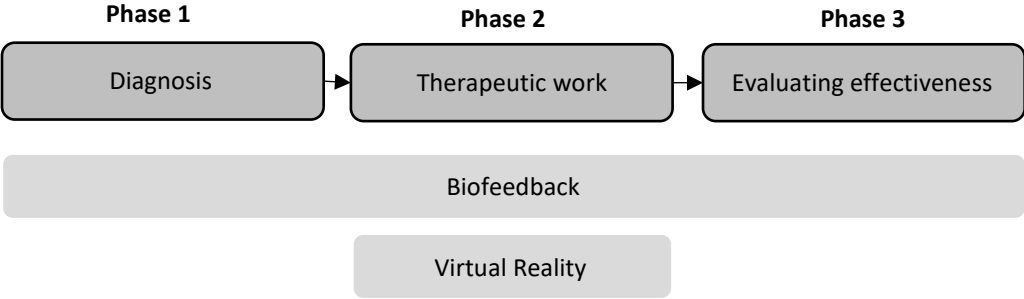 Phase 1
Phase 2
Phase 3
Diagnosis
Therapeutic work
Evaluating effectiveness
Biofeedback
Virtual Reality